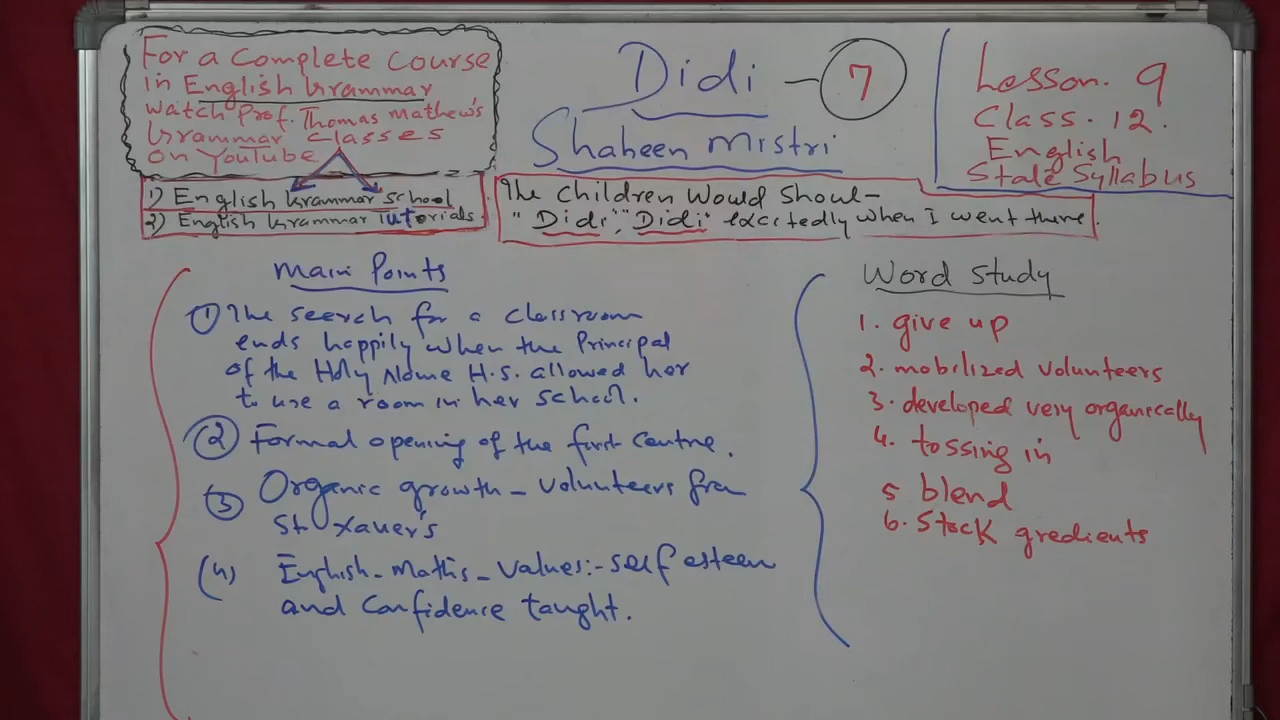 For a Complete Course
in English Grammar
watch Prof. Thomas Mathew's
Grammar classes
on YouTube
1) English Grammar school
2) English Grammar Tutorials
Didi - 7
Shaheen Mistri
Lesson. 9
Class. 12.
English
State Syllabus
The children Would Shout-
"Didi", "Didi" excitedly when I went there.
Main Points
1 The search for a classroom
ends happily when the Principal
of the Holy Name H.S. allowed her
to use a room in her school.
2 Formal opening of the first Centre.
3 Organic growth - volunteers from
St Xaver's
(4) English - Maths - Values:- self esteem
and Confidence taught.
Word Study
1. give up
2. mobilized volunteers
3. developed very organically
4. tossing in
5 blend
6. Stock gredients